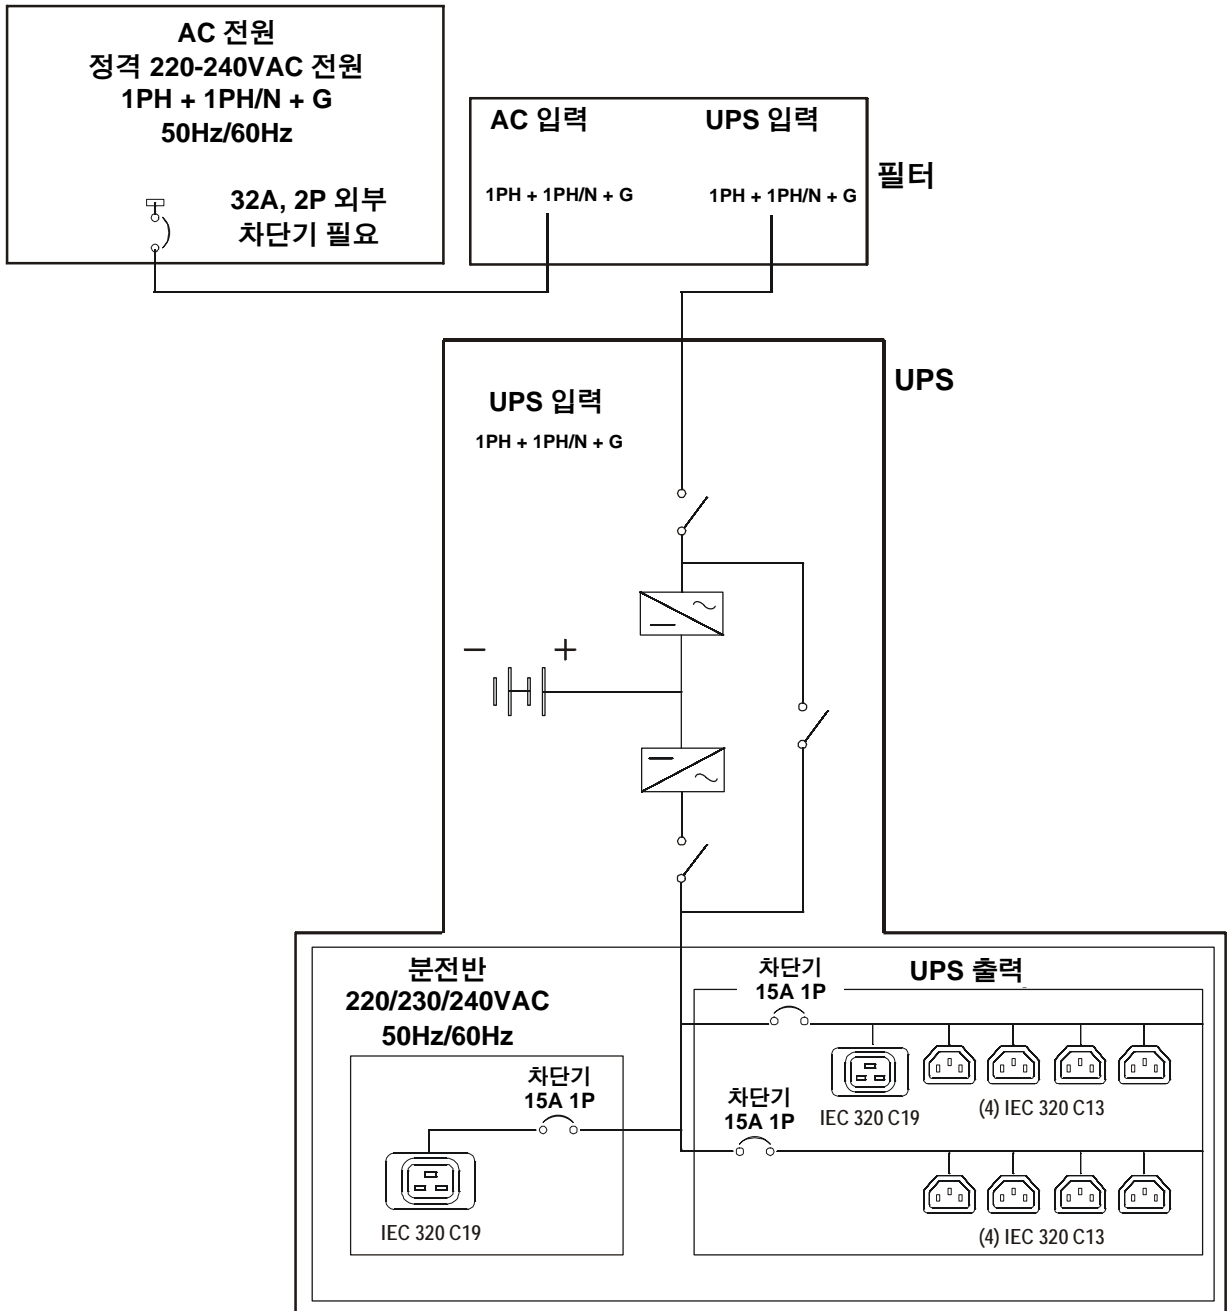 AC 전원
정격 220-240VAC 전원
1PH + 1PH/N + G
50Hz/60Hz
32A, 2P 외부
차단기 필요
AC 입력
UPS 입력
1PH + 1PH/N + G
1PH + 1PH/N + G
필터
UPS
UPS 입력
1PH + 1PH/N + G
− +
분전반
220/230/240VAC
50Hz/60Hz
차단기
15A 1P
IEC 320 C19
차단기
15A 1P
UPS 출력
IEC 320 C19
(4) IEC 320 C13
차단기
15A 1P
(4) IEC 320 C13